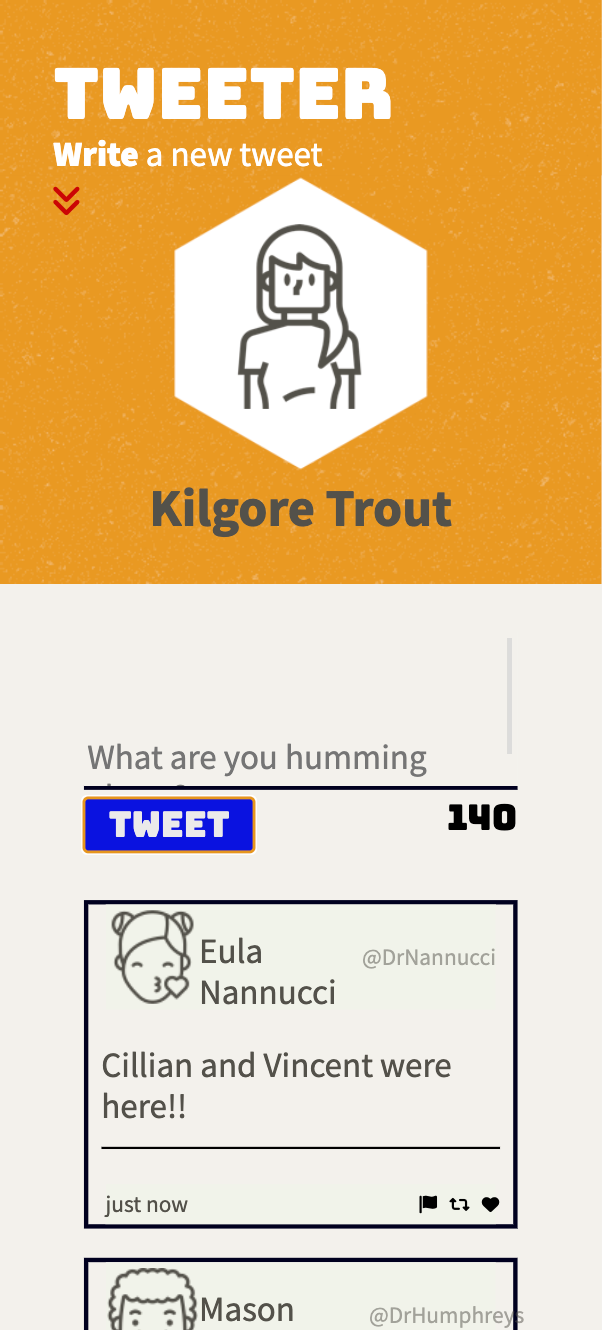 TWEETER
Write a new tweet
Kilgore Trout
What are you humming
TWEET
140
Eula
Nannucci
@DrNannucci
Cillian and Vincent were
here!!
just now
Mason
@DrHumphreys